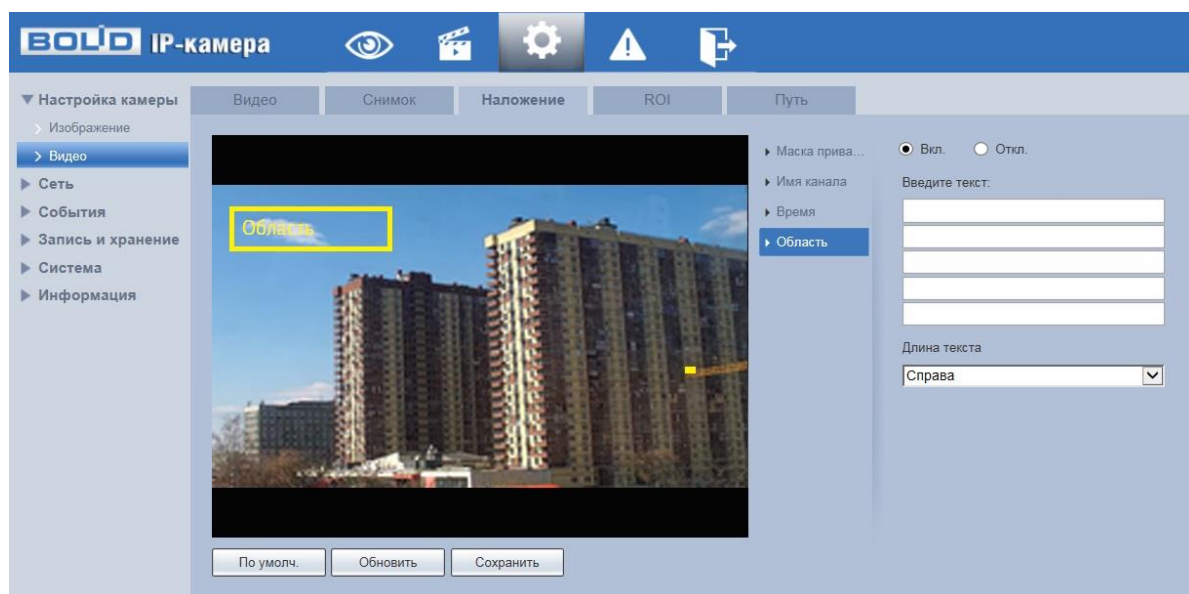 BOLID IP-камера
Настройка камеры
Изображение
Видео
Сеть
События
Запись и хранение
Система
Информация
Видео
Снимок
Наложение
ROI
Путь
Область
Маска прива...
Имя канала
Время
Область
Вкл.
Откл.
Введите текст:
Длина текста
Справа
По умолч.
Обновить
Сохранить